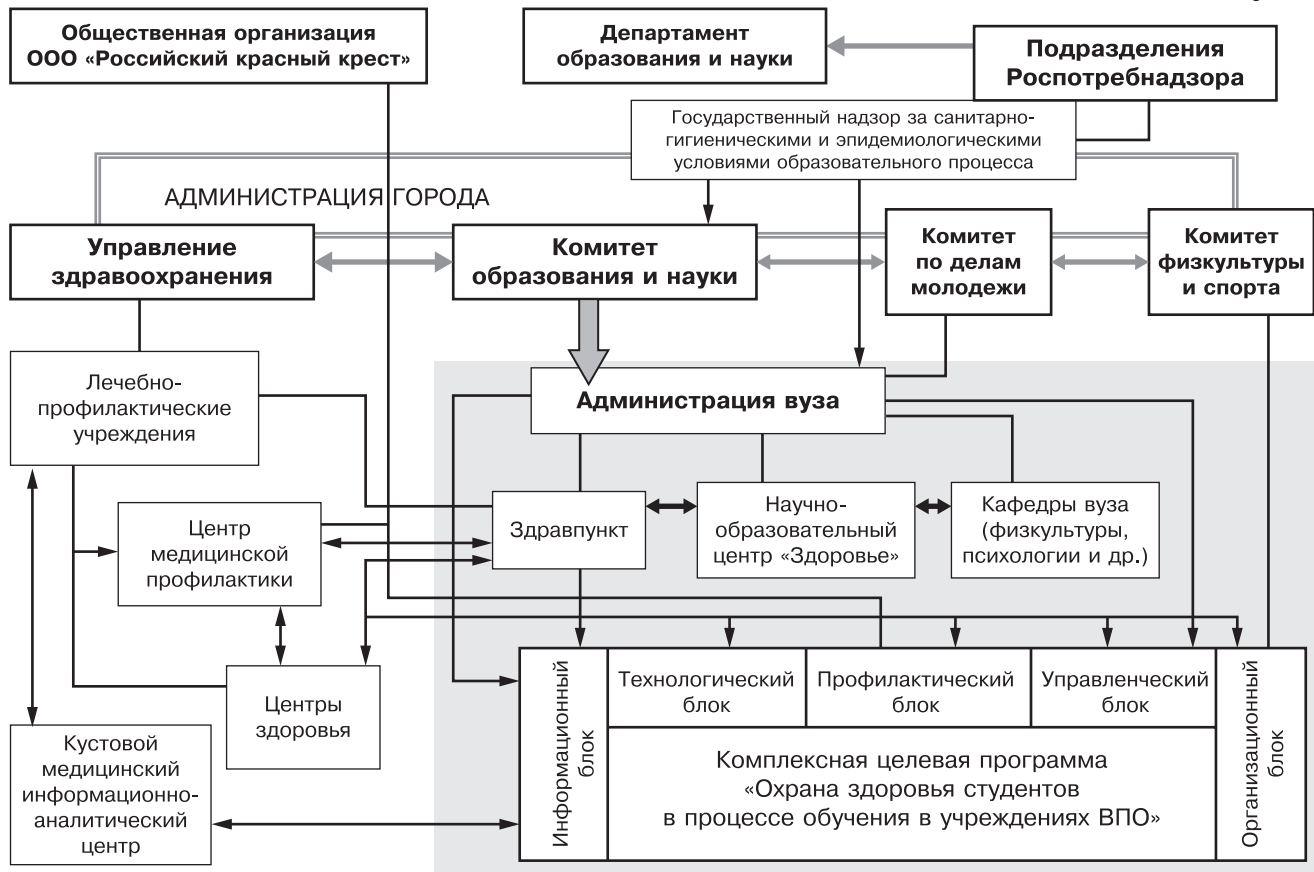 Общественная организация
ООО «Российский красный крест»
Департамент
образования и науки
Подразделения
Роспотребнадзора
Государственный надзор за санитарно-
гигиеническими и эпидемиологическими
условиями образовательного процесса
АДМИНИСТРАЦИЯ ГОРОДА
Управление
здравоохранения
Комитет
образования и науки
Комитет
по делам
молодежи
Комитет
физкультуры
и спорта
Лечебно-
профилактические
учреждения
Администрация вуза
Центр
медицинской
профилактики
Здравпункт
Научно-
образовательный
центр «Здоровье»
Кафедры вуза
(физкультуры,
психологии и др.)
Центры
здоровья
Кустовой
медицинский
информационно-
аналитический
центр
Информационный
блок
Технологический
блок
Профилактический
блок
Управленческий
блок
Организационный
блок
Комплексная целевая программа
«Охрана здоровья студентов
в процессе обучения в учреждениях ВПО»